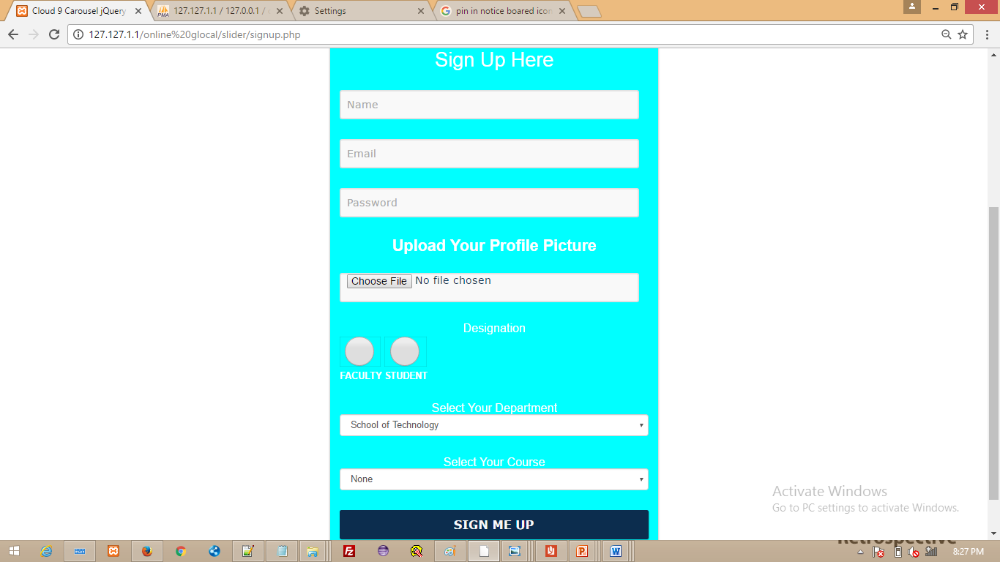 Cloud 9 Carousel jQuery
127.127.1.1 / 127.0.0.1 /
Settings
pin in notice boared icon
127.127.1.1/online%20glocal/slider/signup.php
Sign Up Here
Name
Email
Password
Upload Your Profile Picture
Choose File No file chosen
Designation
FACULTY STUDENT
Select Your Department
School of Technology
Select Your Course
None
SIGN ME UP
Activate Windows
Go to PC settings to activate Windows.
Retrospective
8:27 PM